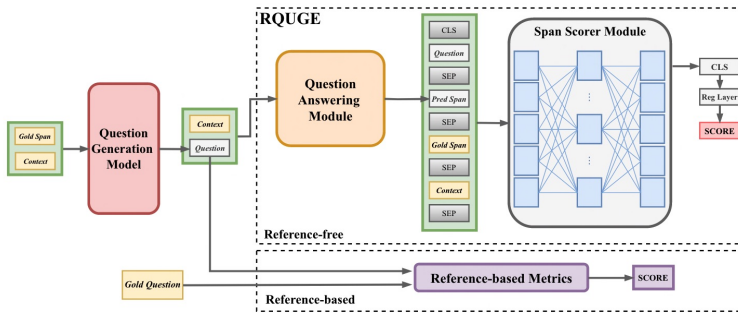 RQUGE
Gold Span
Context
Question
Generation
Model
Context
Question
Question
Answering
Module
CLS
Question
SEP
Pred Span
SEP
Gold Span
SEP
Context
SEP
Span Scorer Module
...
...
CLS
Reg Layer
SCORE
Reference-free
Gold Question
Reference-based Metrics
SCORE
Reference-based